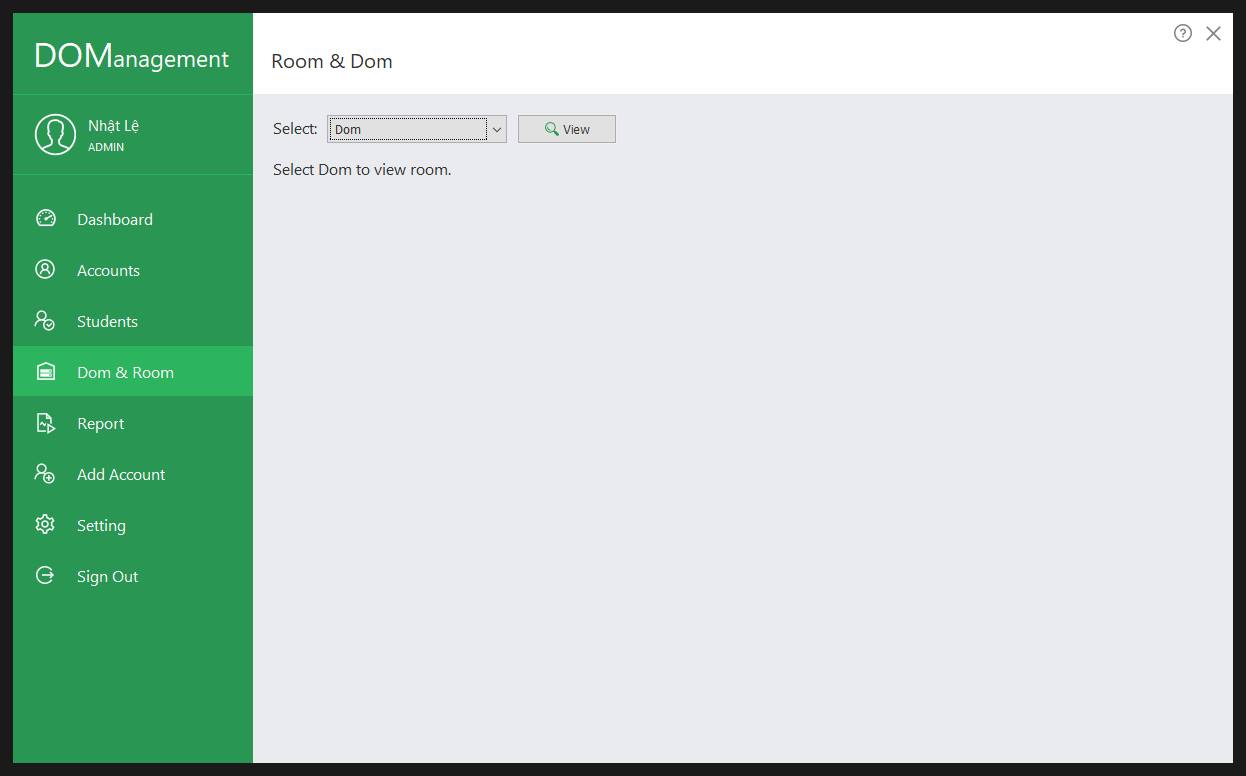 DOManagement
Nhật Lệ
ADMIN
Dashboard
Accounts
Students
Dom & Room
Report
Add Account
Setting
Sign Out
Room & Dom
Select: Dom View
Select Dom to view room.